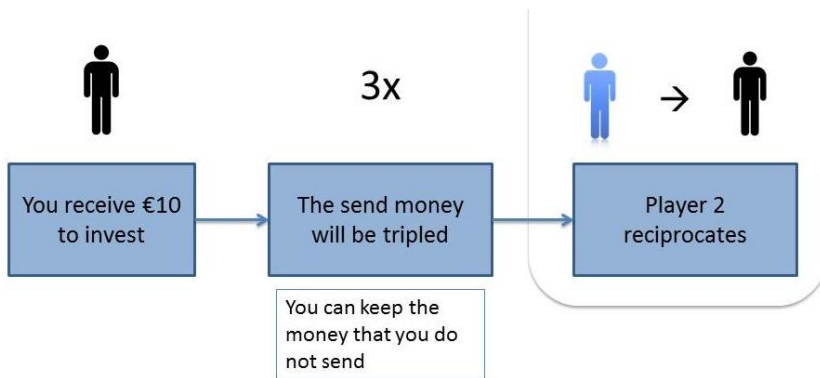 3x
→
You receive €10
to invest
The send money
will be tripled
Player 2
reciprocates
You can keep the
money that you do
not send